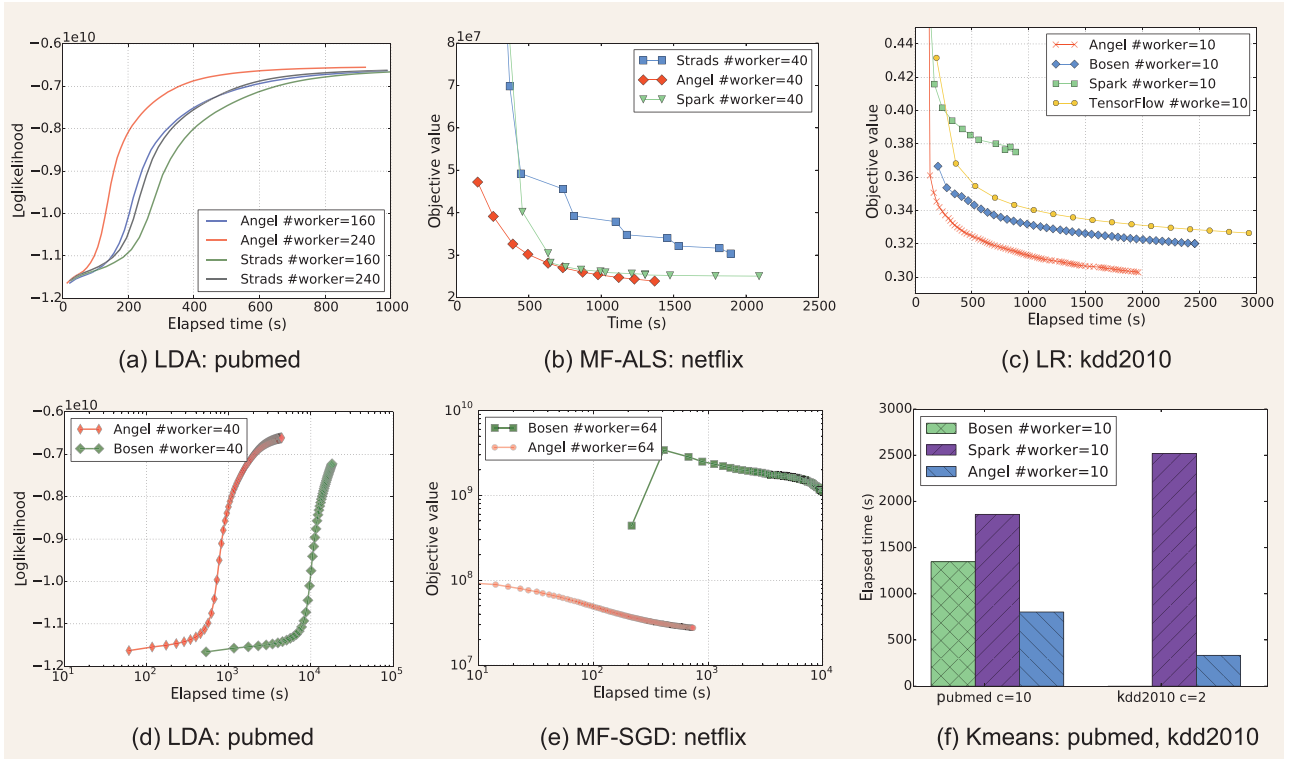 1e10
−0.6
−0.7
−0.8
−0.9
−1.0
−1.1
−1.2
Loglikelihood
0 200 400 600 800 1000
Elapsed time (s)
Angel #worker=160
Angel #worker=240
Strads #worker=160
Strads #worker=240
(a) LDA: pubmed
1e7
8
7
6
5
4
3
2
Objective value
0 500 1000 1500 2000 2500
Time (s)
Strads #worker=40
Angel #worker=40
Spark #worker=40
(b) MF-ALS: netflix
0.44
0.42
0.40
0.38
0.36
0.34
0.32
0.30
Objective value
0 500 1000 1500 2000 2500 3000
Elapsed time (s)
Angel #worker=10
Bosen #worker=10
Spark #worker=10
TensorFlow #worke=10
(c) LR: kdd2010
1e10
−0.6
−0.7
−0.8
−0.9
−1.0
−1.1
−1.2
Loglikelihood
10^1 10^2 10^3 10^4 10^5
Elapsed time (s)
Angel #worker=40
Bosen #worker=40
(d) LDA: pubmed
10^10
10^9
10^8
10^7
Objective value
10^1 10^2 10^3 10^4
Elapsed time (s)
Bosen #worker=64
Angel #worker=64
(e) MF-SGD: netflix
3000
2500
2000
1500
1000
500
0
Elapsed time (s)
pubmed c=10 kdd2010 c=2
Bosen #worker=10
Spark #worker=10
Angel #worker=10
(f) Kmeans: pubmed, kdd2010